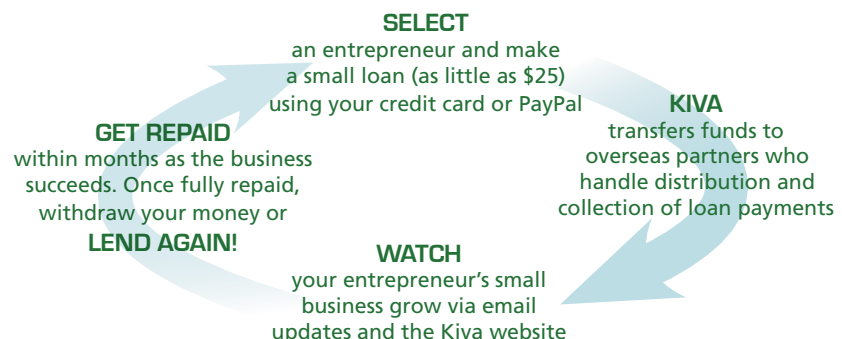 SELECT
an entrepreneur and make
a small loan (as little as $25)
using your credit card or PayPal
KIVA
transfers funds to
overseas partners who
handle distribution and
collection of loan payments
WATCH
your entrepreneur's small
business grow via email
updates and the Kiva website
GET REPAID
within months as the business
succeeds. Once fully repaid,
withdraw your money or
LEND AGAIN!